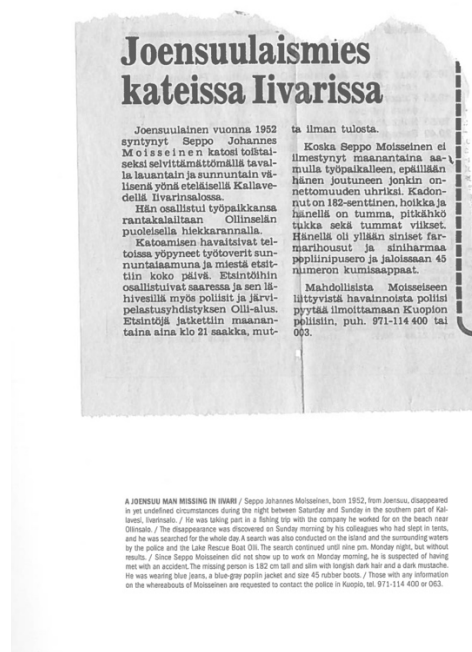 Joensuulaismies
kateissa Iivarissa
Joensuulainen vuonna 1952
syntynyt Seppo Johannes
Moisseinen katosi toistai-
seksi selvittämättömällä taval-
la lauantain ja sunnuntain vä-
lisenä yönä eteläisellä Kallave-
dellä Iivarinsalossa.
Hän osallistui työpaikkansa
rantakalailtaan Ollinselän
puoleisella hiekkarannalla.
Katoamisen havaitsivat tel-
toissa yöpyneet työtoverit sun-
nuntaiaamuna ja miestä etsit-
tiin koko päivä. Etsintöihin
osallistuivat saaressa ja sen lä-
hivesillä myös poliisit ja järvi-
pelastusyhdistyksen Olli-alus.
Etsintöjä jatkettiin maanan-
taina aina klo 21 saakka, mut-
ta ilman tulosta.
Koska Seppo Moisseinen ei
ilmestynyt maanantaina aa-
mulla työpaikalleen, epäillään
hänen joutuneen jonkin on-
nettomuuden uhriksi. Kadon-
nut on 182-senttinen, hoikka ja
hänellä on tumma, pitkähkö
tukka sekä tummat viikset.
Hänellä oli yllään siniset far-
marihousut ja siniharmaa
popliinipusero ja jaloissaan 45
numeron kumisaappaat.
Mahdollisista Moisseiseen
liittyvistä havainnoista poliisi
pyytää ilmoittamaan Kuopion
poliisiin, puh. 971-114 400 tai
003.
A JOENSUU MAN MISSING IN IIVARI / Seppo Johannes Moisseinen, born 1952, from Joensuu, disappeared
in yet undefined circumstances during the night between Saturday and Sunday in the southern part of Kal-
lavesi, Iivarinsalo. / He was taking part in a fishing trip with the company he worked for on the beach near
Ollinsalo. / The disappearance was discovered on Sunday morning by his colleagues who had slept in tents,
and he was searched for the whole day. A search was also conducted on the island and the surrounding waters
by the police and the Lake Rescue Boat Olli. The search continued until nine pm. Monday night, but without
results. / Since Seppo Moisseinen did not show up to work on Monday morning, he is suspected of having
met with an accident. The missing person is 182 cm tall and slim with longish dark hair and a dark mustache.
He was wearing blue jeans, a blue-gray poplin jacket and size 45 rubber boots. / Those with any information
on the whereabouts of Moisseinen are requested to contact the police in Kuopio, tel. 971-114 400 or 063.